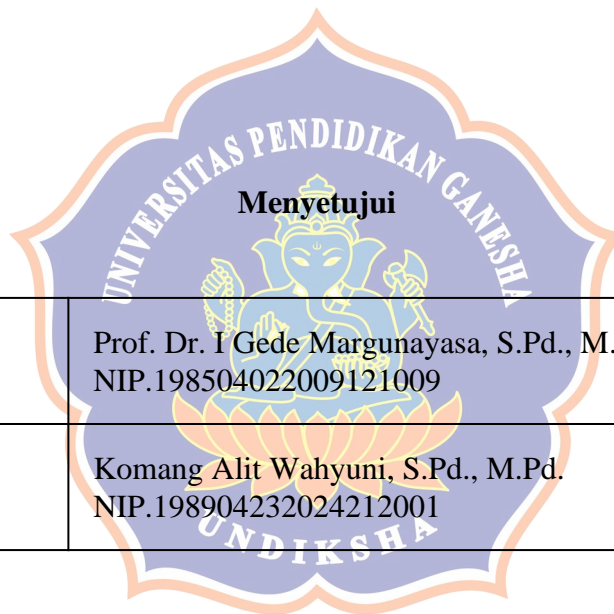 UNIVERSITAS PENDIDIKAN GANESHA
Menyetujui
Prof. Dr. I Gede Margunayasa, S.Pd., M.
NIP.198504022009121009
Komang Alit Wahyuni, S.Pd., M.Pd.
NIP.198904232024212001
UNDIKSHA